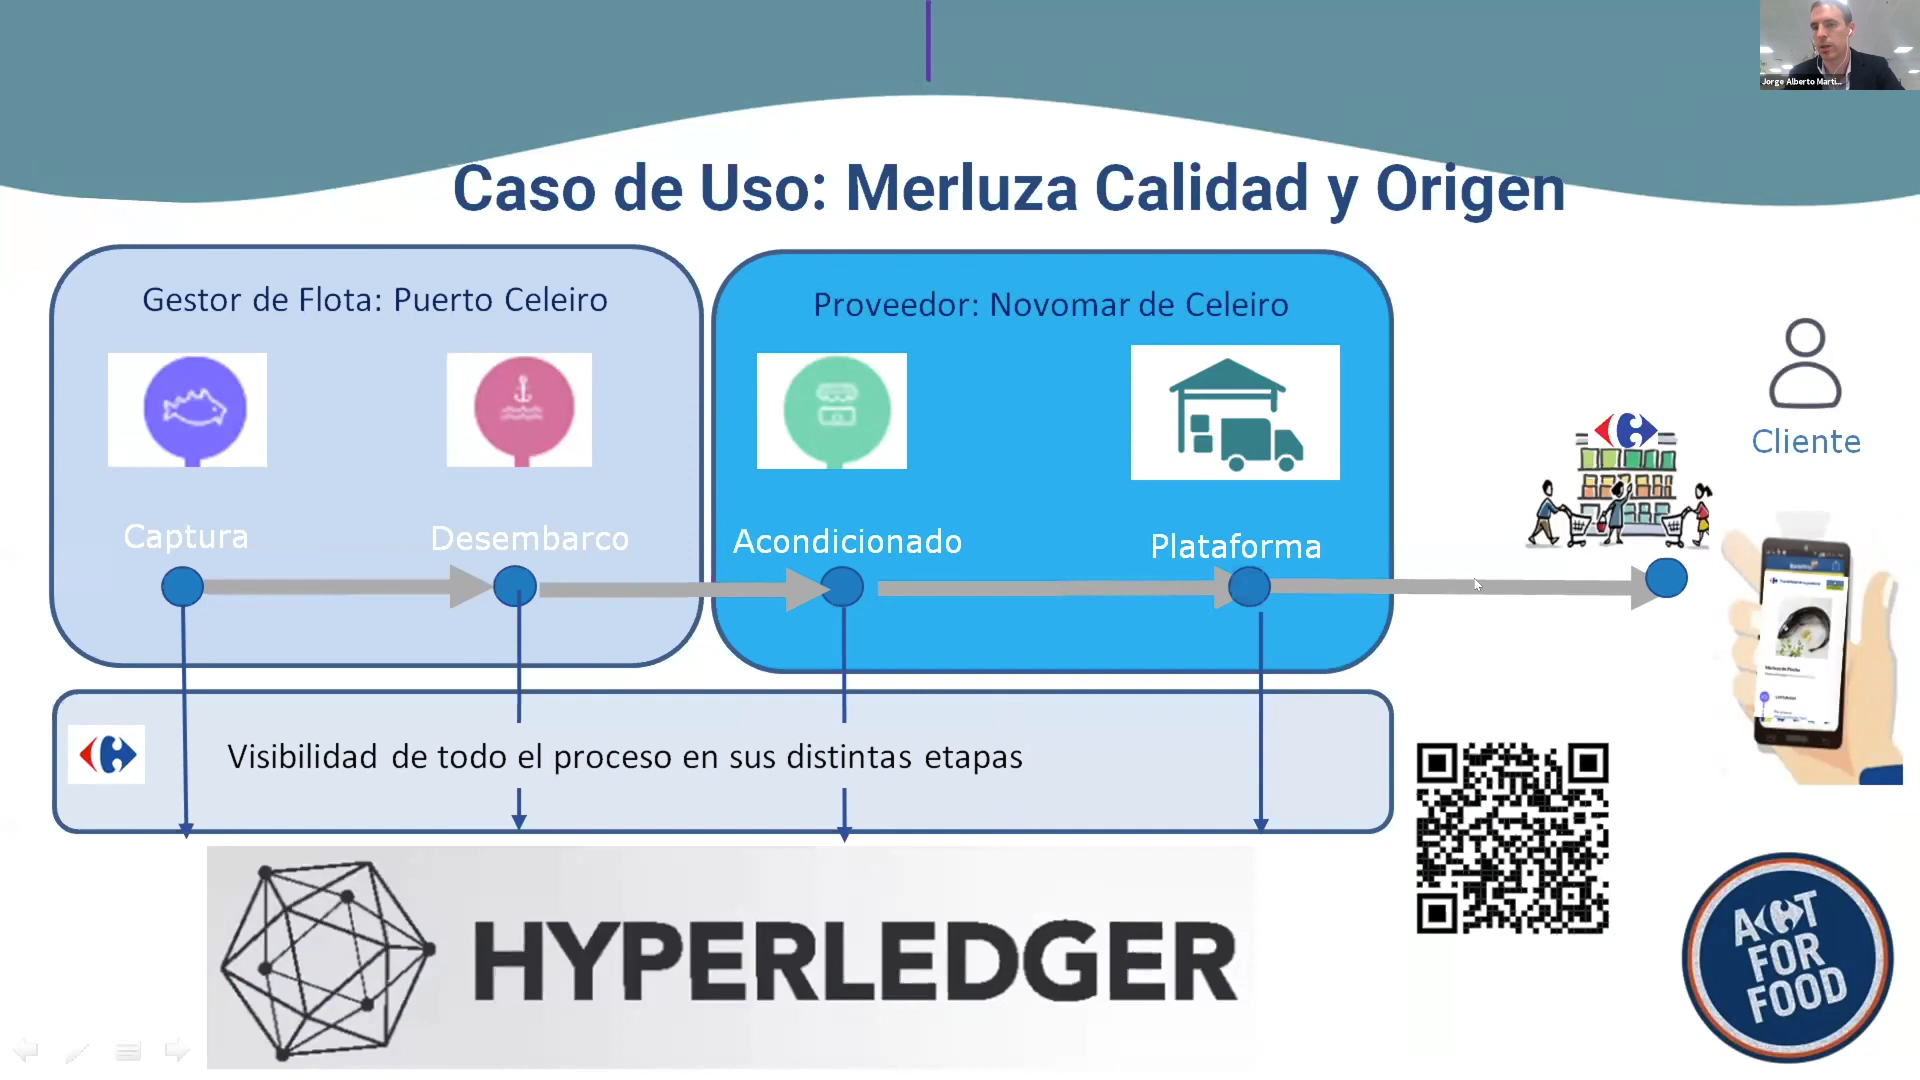 Jorge Alberto Marti...
Caso de Uso: Merluza Calidad y Origen
Gestor de Flota: Puerto Celeiro
Proveedor: Novomar de Celeiro
Cliente
Captura
Desembarco
Acondicionado
Plataforma
Visibilidad de todo el proceso en sus distintas etapas
HYPERLEDGER
ACT
FOR
FOOD